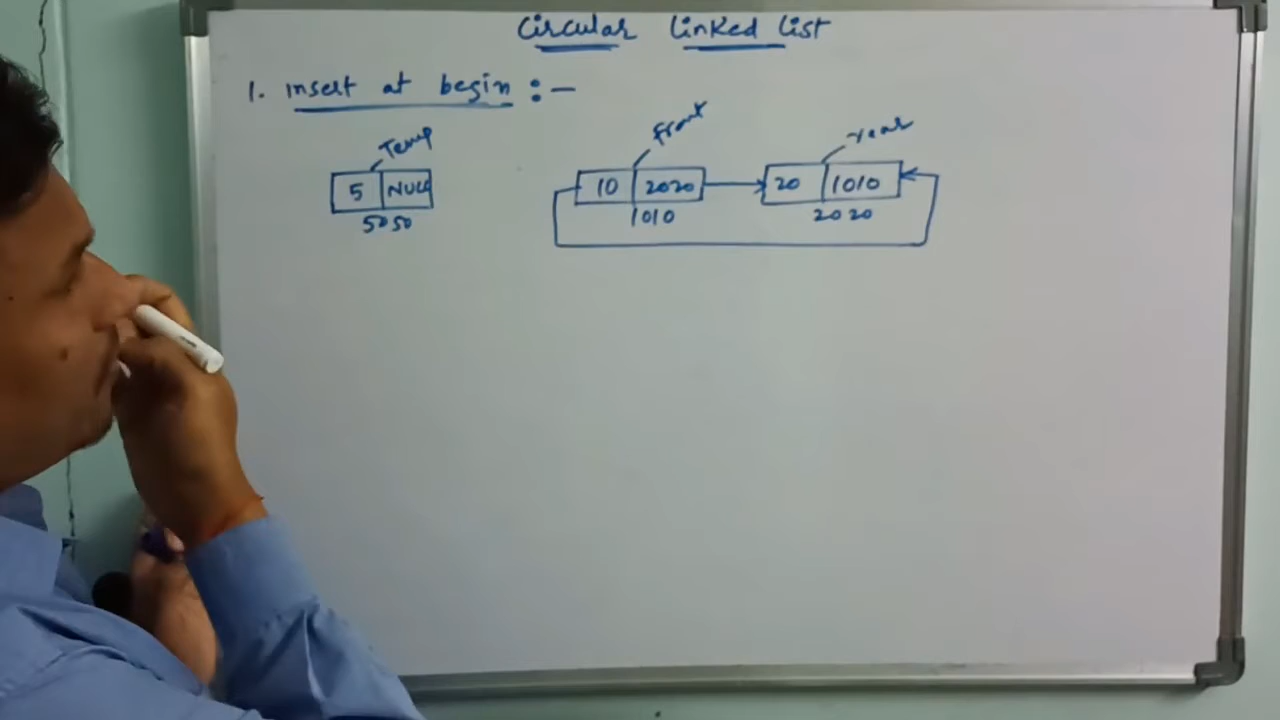 Circular Linked List
1. Insert at begin :-
Temp
front
rear
5 NULL
10 2020
20 1010
5050
1010
2020